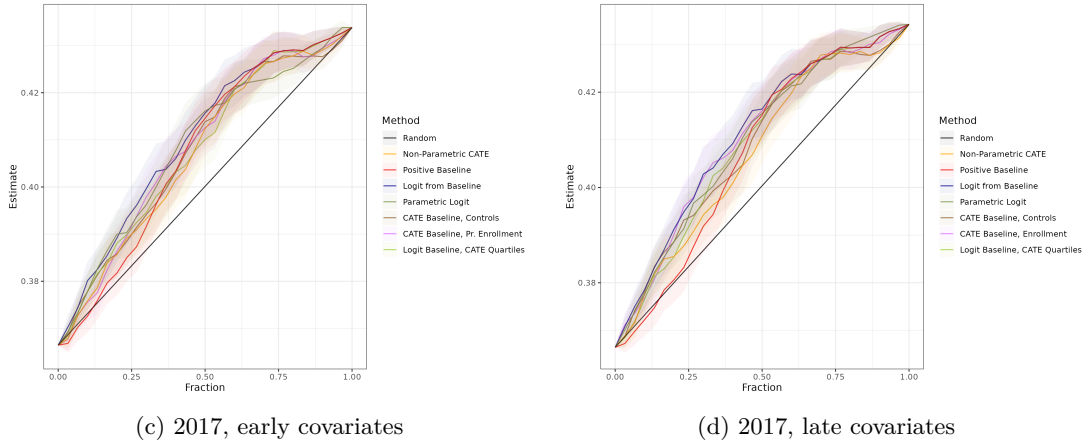 0.42
0.40
0.38
Estimate
0.00 0.25 0.50 0.75 1.00
Fraction
Method
Random
Non-Parametric CATE
Positive Baseline
Logit from Baseline
Parametric Logit
CATE Baseline, Controls
CATE Baseline, Pr. Enrollment
Logit Baseline, CATE Quartiles
(c) 2017, early covariates
0.42
0.40
0.38
Estimate
0.00 0.25 0.50 0.75 1.00
Fraction
Method
Random
Non-Parametric CATE
Positive Baseline
Logit from Baseline
Parametric Logit
CATE Baseline, Controls
CATE Baseline, Enrollment
Logit Baseline, CATE Quartiles
(d) 2017, late covariates